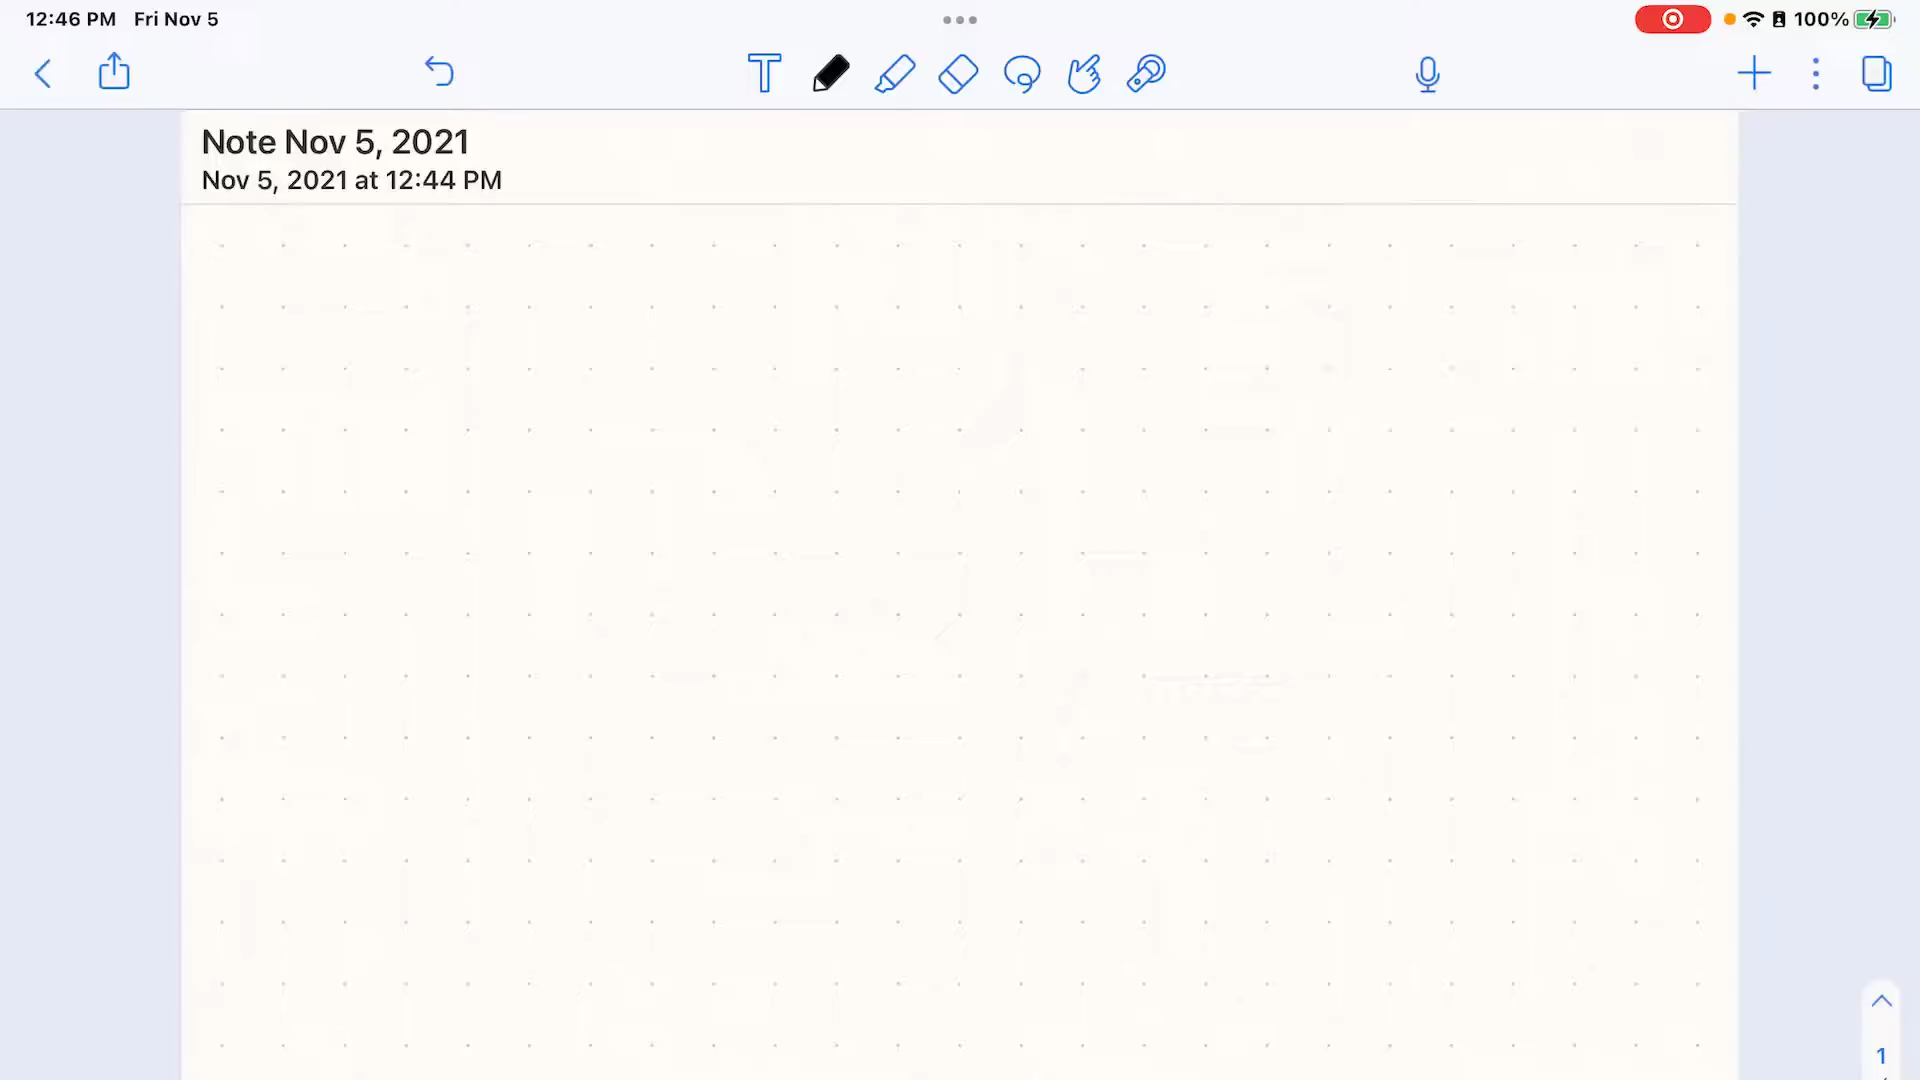 12:46 PM Fri Nov 5
100%
Note Nov 5, 2021
Nov 5, 2021 at 12:44 PM
1